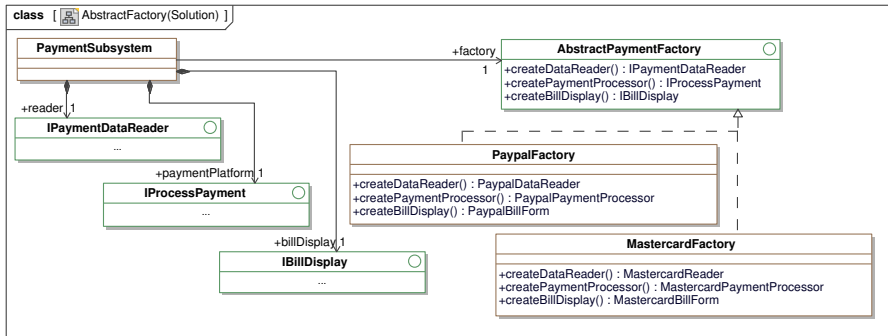 class [ AbstractFactory(Solution) ]
PaymentSubsystem
+factory
1
AbstractPaymentFactory
+createDataReader() : IPaymentDataReader
+createPaymentProcessor() : IProcessPayment
+createBillDisplay() : IBillDisplay
+reader 1
IPaymentDataReader
...
+paymentPlatform 1
IProcessPayment
...
+billDisplay 1
IBillDisplay
...
PaypalFactory
+createDataReader() : PaypalDataReader
+createPaymentProcessor() : PaypalPaymentProcessor
+createBillDisplay() : PaypalBillForm
MastercardFactory
+createDataReader() : MastercardReader
+createPaymentProcessor() : MastercardPaymentProcessor
+createBillDisplay() : MastercardBillForm